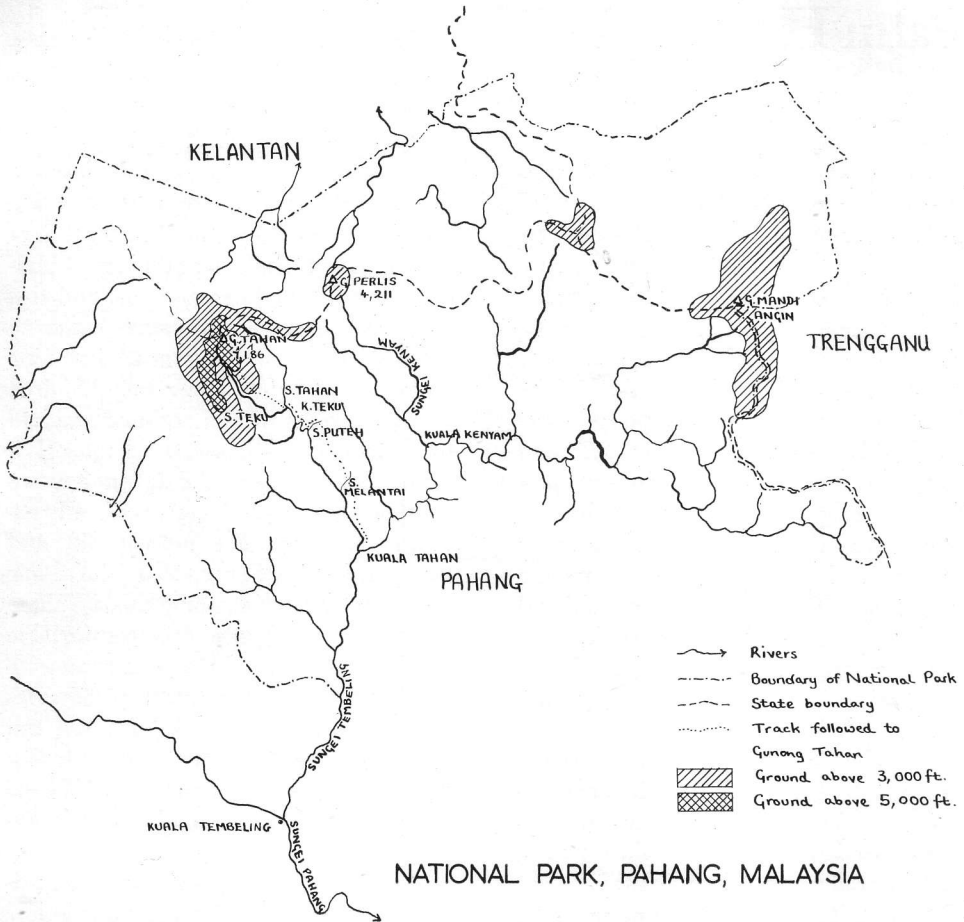 KELANTAN
G. PERLIS
4,211
G. MANDI
ANGIN
TRENGGANU
G. TAHAN
7,186
SUNGEI KENYAM
S. TAHAN
K. TEKU
S. TEKU
S. PUTEH
KUALA KENYAM
S.
MELANTAI
KUALA TAHAN
PAHANG
SUNGEI TEMBELING
KUALA TEMBELING
SUNGEI PAHANG
Rivers
Boundary of National Park
State boundary
Track followed to
Gunong Tahan
Ground above 3,000 ft.
Ground above 5,000 ft.
NATIONAL PARK, PAHANG, MALAYSIA